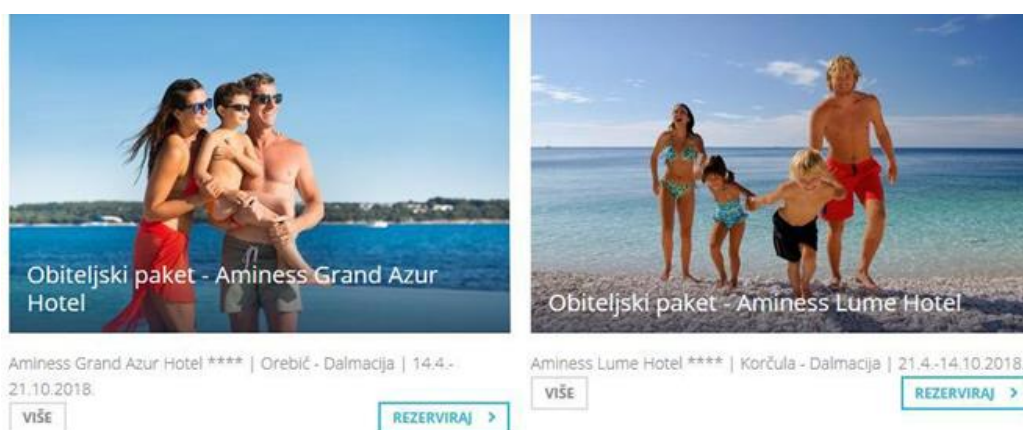 Obiteljski paket - Aminess Grand Azur
Hotel
Aminess Grand Azur Hotel **** | Orebić - Dalmacija | 14.4.-
21.10.2018.
VIŠE
REZERVIRAJ >
Obiteljski paket - Aminess Lume Hotel
Aminess Lume Hotel **** | Korčula - Dalmacija | 21.4.-14.10.2018
VIŠE
REZERVIRAJ >